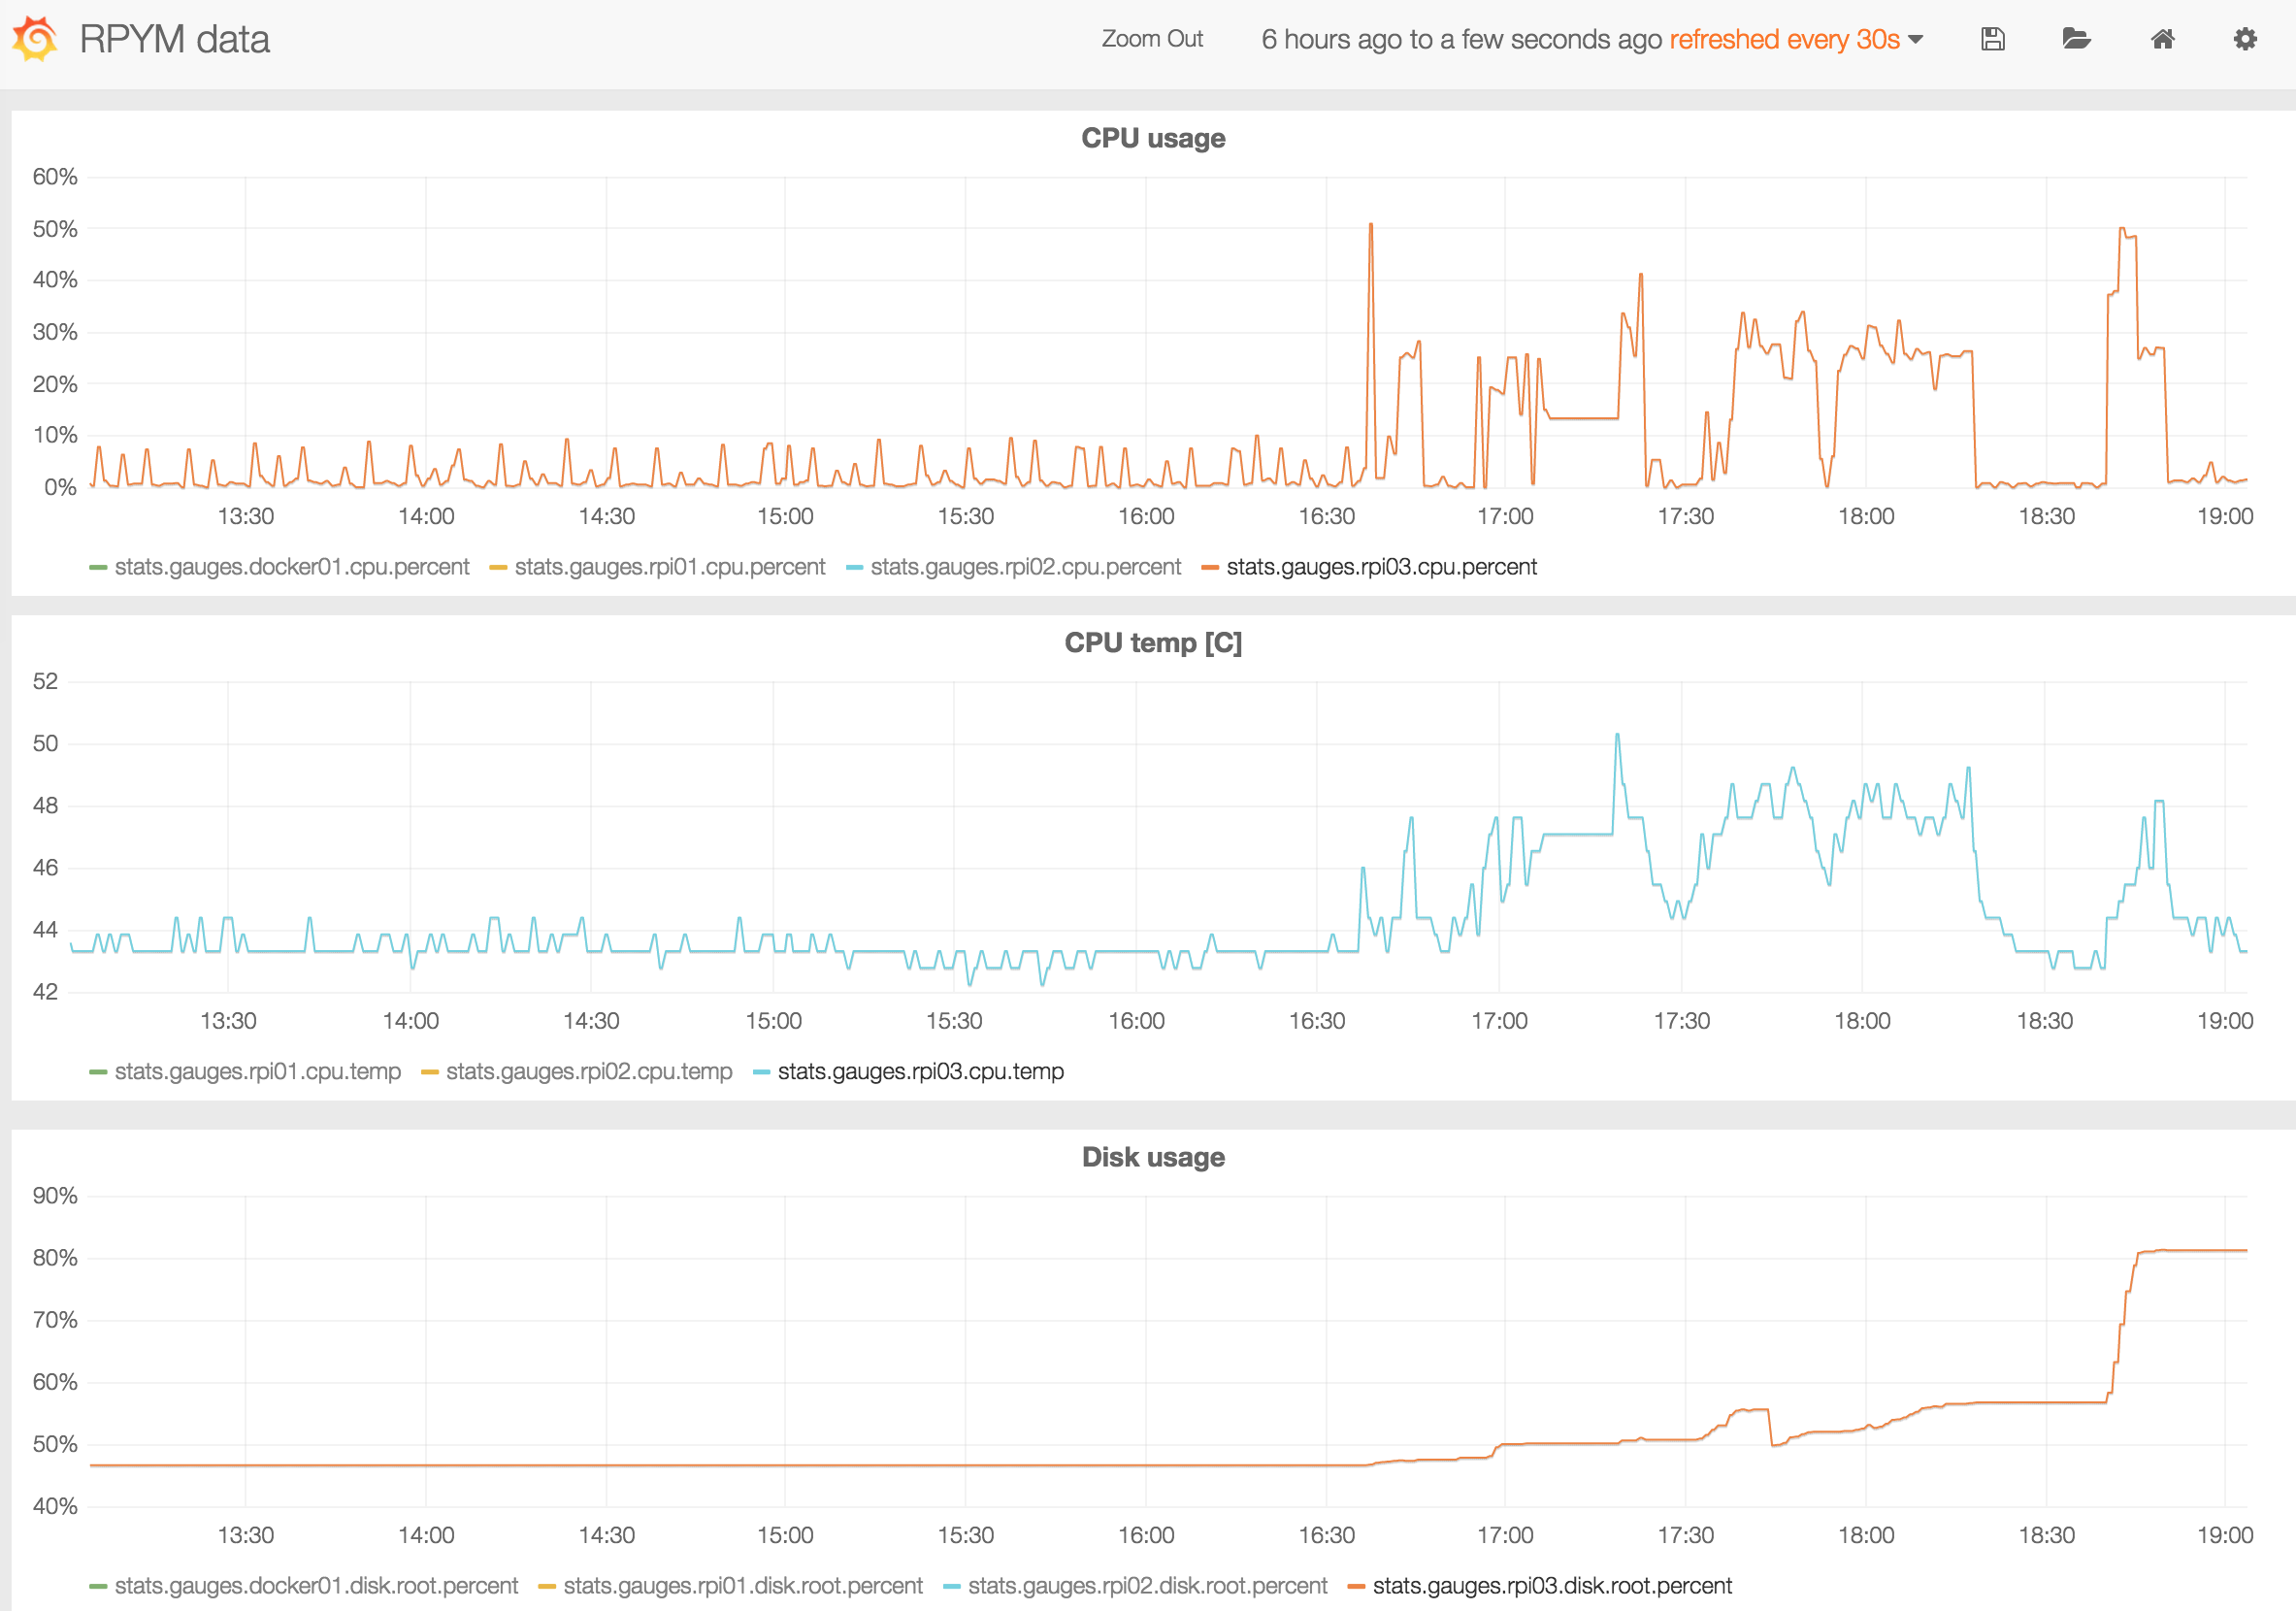 RPYM data
Zoom Out 6 hours ago to a few seconds ago refreshed every 30s
CPU usage
60%
50%
40%
30%
20%
10%
0%
13:30 14:00 14:30 15:00 15:30 16:00 16:30 17:00 17:30 18:00 18:30 19:00
stats.gauges.docker01.cpu.percent stats.gauges.rpi01.cpu.percent stats.gauges.rpi02.cpu.percent stats.gauges.rpi03.cpu.percent
CPU temp [C]
52
50
48
46
44
42
13:30 14:00 14:30 15:00 15:30 16:00 16:30 17:00 17:30 18:00 18:30 19:00
stats.gauges.rpi01.cpu.temp stats.gauges.rpi02.cpu.temp stats.gauges.rpi03.cpu.temp
Disk usage
90%
80%
70%
60%
50%
40%
13:30 14:00 14:30 15:00 15:30 16:00 16:30 17:00 17:30 18:00 18:30 19:00
stats.gauges.docker01.disk.root.percent stats.gauges.rpi01.disk.root.percent stats.gauges.rpi02.disk.root.percent stats.gauges.rpi03.disk.root.percent